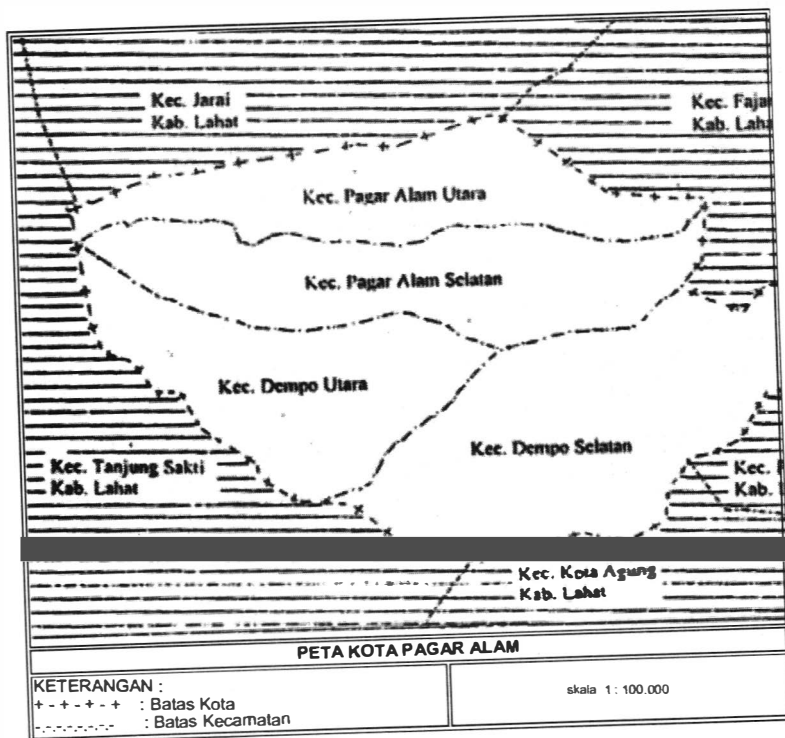 Kec. Jarai
Kab. Lahat
Kec. Faja
Kab. Laha
Kec. Pagar Alam Utara
Kec. Pagar Alam Selatan
Kec. Dempo Utara
Kec. Dempo Selatan
Kec. Tanjung Sakti
Kab. Lahat
Kec.
Kab.
Kec. Kota Agung
Kab. Lahat
PETA KOTA PAGAR ALAM
KETERANGAN :
+ - + - + - + : Batas Kota
-.-.-.-.-.-.- : Batas Kecamatan
skala 1 : 100.000